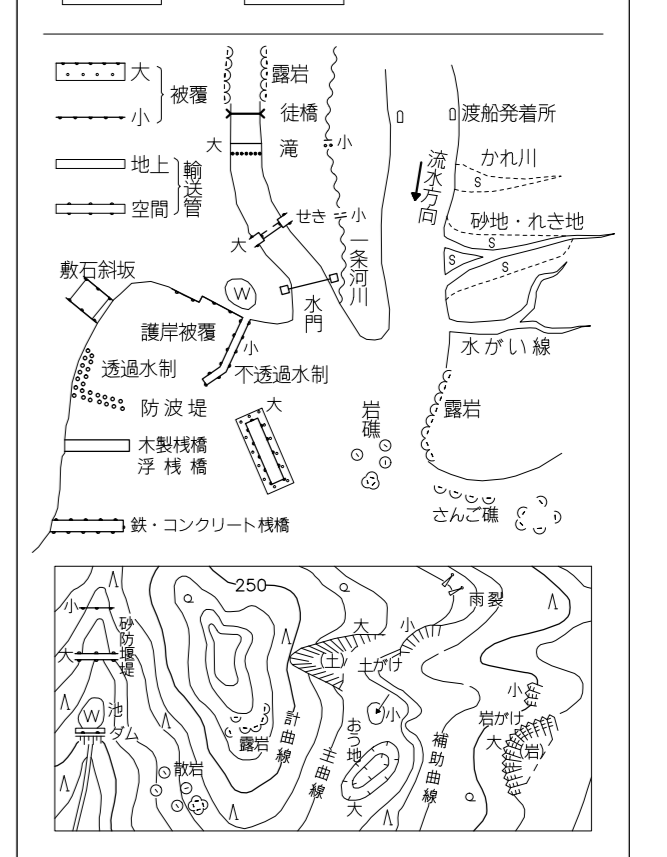 大
小
被覆
地上
空間
輸送管
露岩
徒橋
大
滝
小
せき
小
大
一条河川
流水方向
渡船発着所
かれ川
S
砂地・れき地
S
S
S
敷石斜坂
W
水門
護岸被覆
小
透過水制
不透過水制
防波堤
大
木製桟橋
浮桟橋
鉄・コンクリート桟橋
水がい線
岩礁
露岩
さんご礁
250
小
大
砂防堰堤
W
池
ダム
散岩
露岩
計曲線
主曲線
大
小
(土)
土がけ
雨裂
小
おう地
大
補助曲線
小
岩がけ
大
(岩)